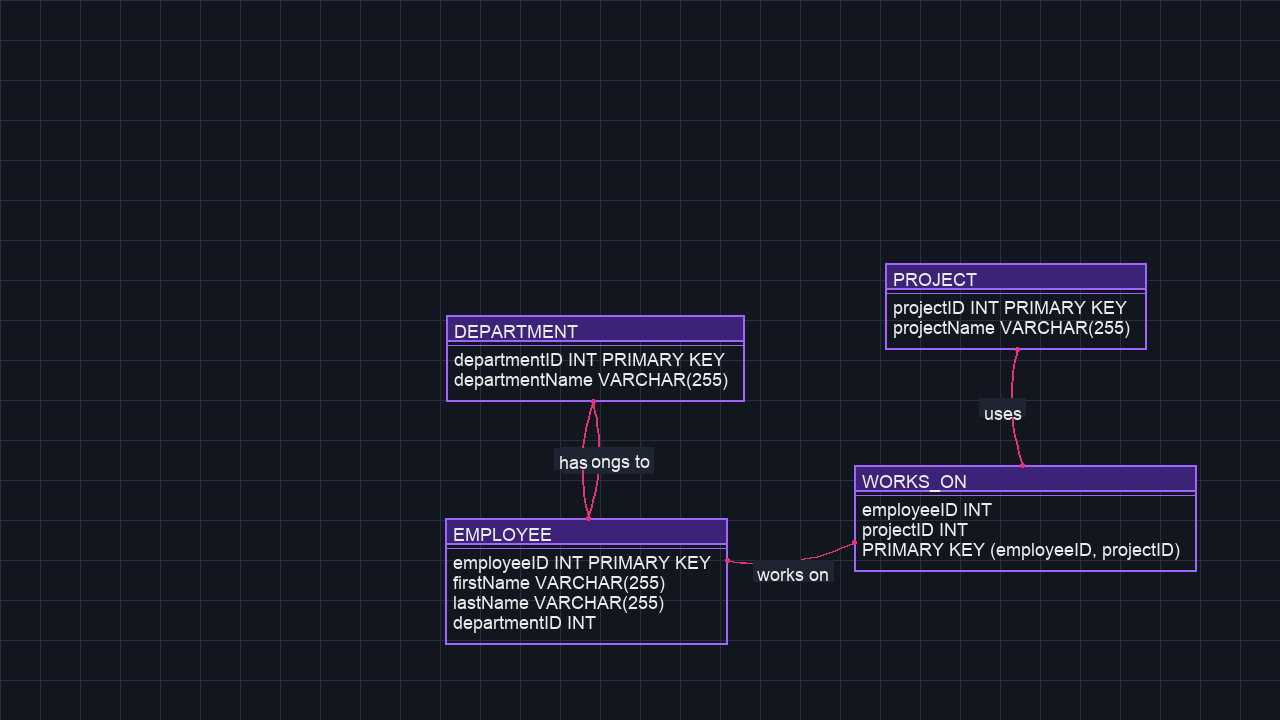 PROJECT
projectID INT PRIMARY KEY
projectName VARCHAR(255)
DEPARTMENT
departmentID INT PRIMARY KEY
departmentName VARCHAR(255)
uses
has
ongs to
WORKS_ON
employeeID INT
projectID INT
PRIMARY KEY (employeeID, projectID)
EMPLOYEE
employeeID INT PRIMARY KEY
firstName VARCHAR(255)
lastName VARCHAR(255)
departmentID INT
works on